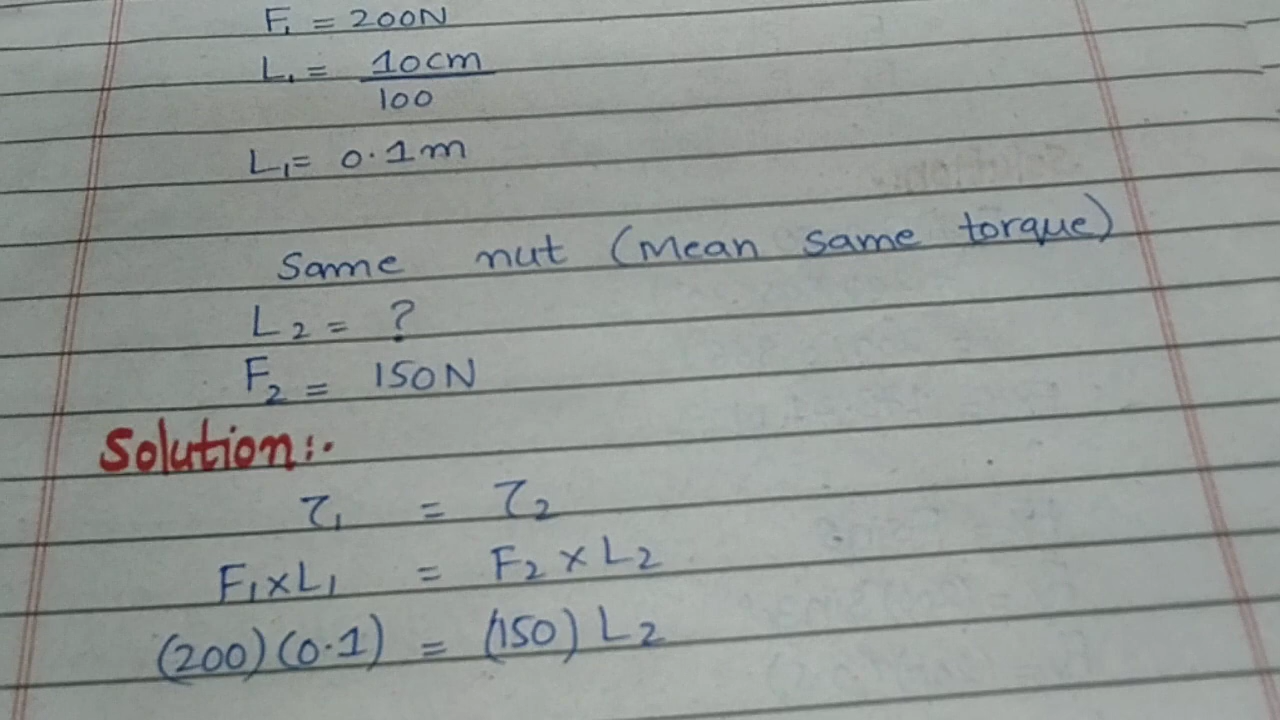 F₁ = 200N
L₁ = 10cm
100
L₁ = 0.1m
Same nut (Mean same torque)
L₂ = ?
F₂ = 150N
Solution:.
τ₁ = τ₂
F₁×L₁ = F₂×L₂
(200)(0.1) = (150)L₂